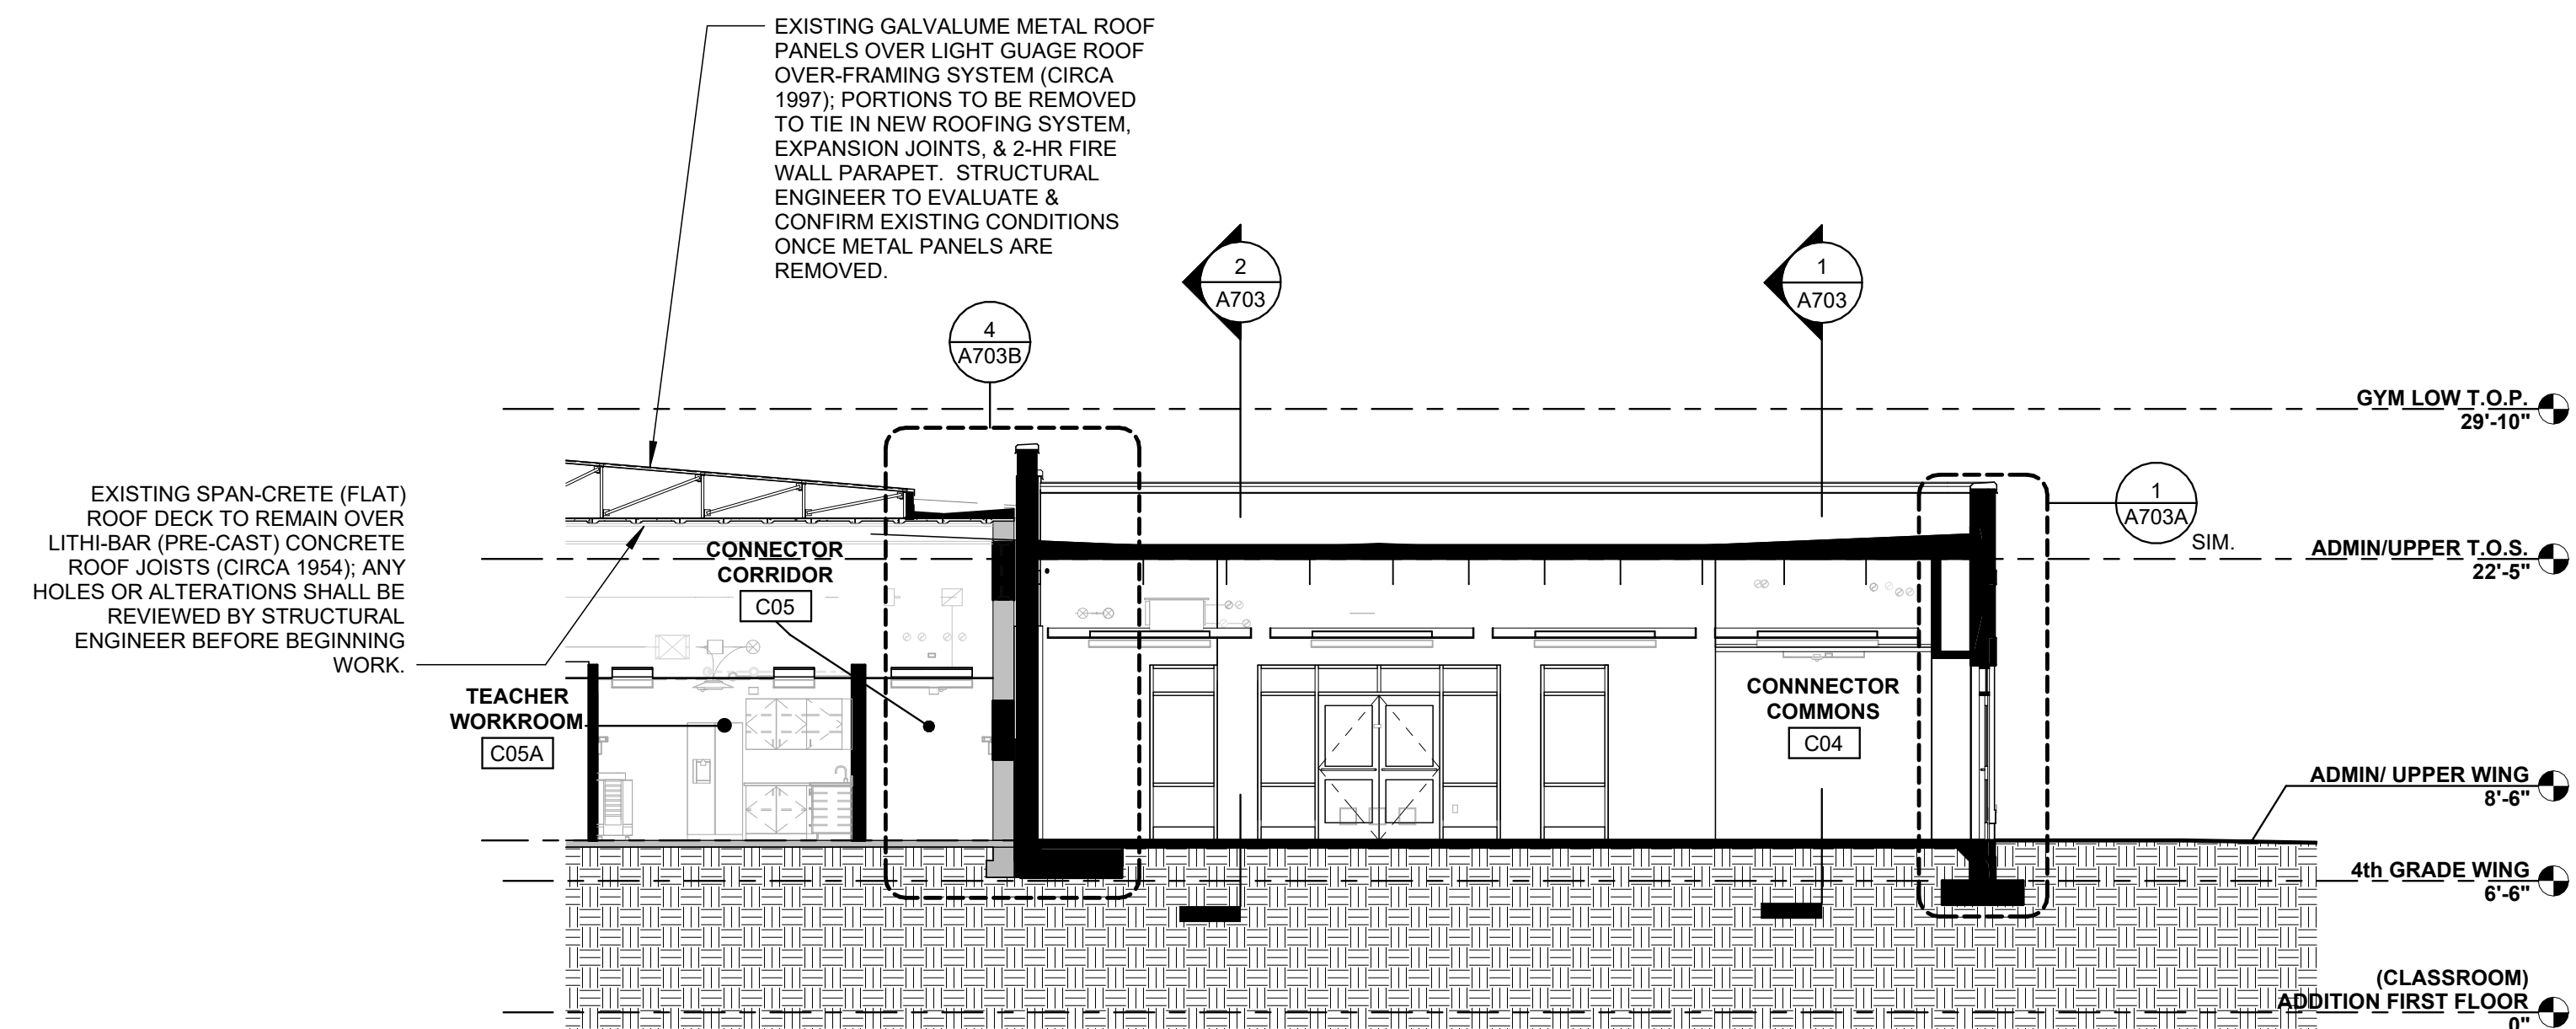 EXISTING GALVALUME METAL ROOF
PANELS OVER LIGHT GUAGE ROOF
OVER-FRAMING SYSTEM (CIRCA
1997); PORTIONS TO BE REMOVED
TO TIE IN NEW ROOFING SYSTEM,
EXPANSION JOINTS, & 2-HR FIRE
WALL PARAPET. STRUCTURAL
ENGINEER TO EVALUATE &
CONFIRM EXISTING CONDITIONS
ONCE METAL PANELS ARE
REMOVED.
2
A703
1
A703
4
A703B
GYM LOW T.O.P.
29'-10"
EXISTING SPAN-CRETE (FLAT)
ROOF DECK TO REMAIN OVER
LITHI-BAR (PRE-CAST) CONCRETE
ROOF JOISTS (CIRCA 1954); ANY
HOLES OR ALTERATIONS SHALL BE
REVIEWED BY STRUCTURAL
ENGINEER BEFORE BEGINNING
WORK.
1
A703A
SIM.
ADMIN/UPPER T.O.S.
22'-5"
CONNECTOR
CORRIDOR
C05
TEACHER
WORKROOM
C05A
CONNNECTOR
COMMONS
C04
ADMIN/ UPPER WING
8'-6"
4th GRADE WING
6'-6"
(CLASSROOM)
ADDITION FIRST FLOOR
0"